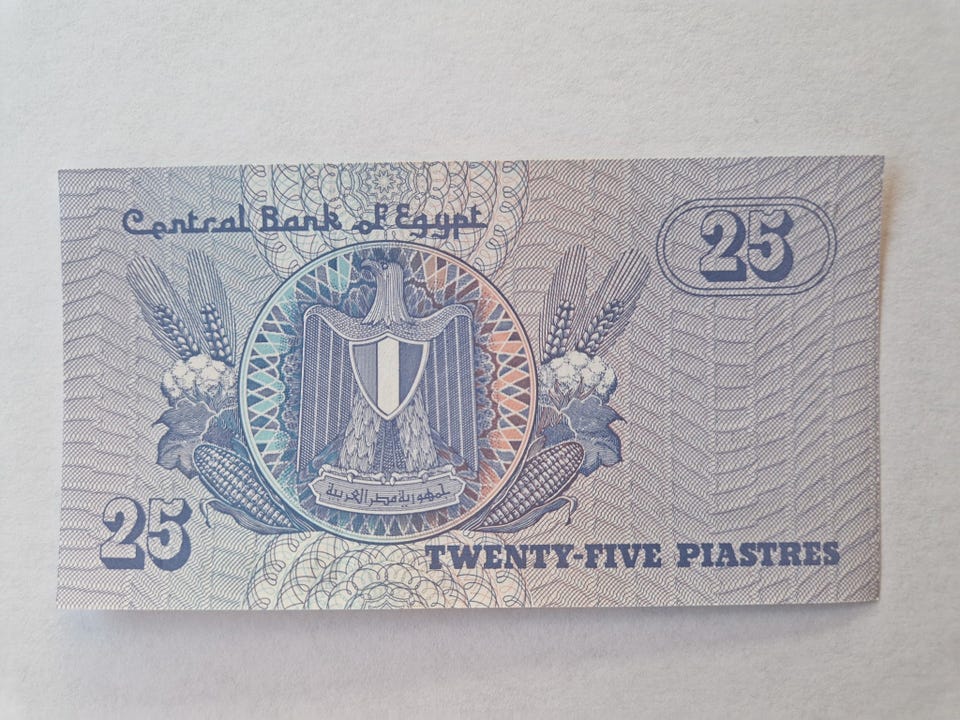 Central Bank of Egypt
25
جمهورية مصر العربية
25
TWENTY-FIVE PIASTRES